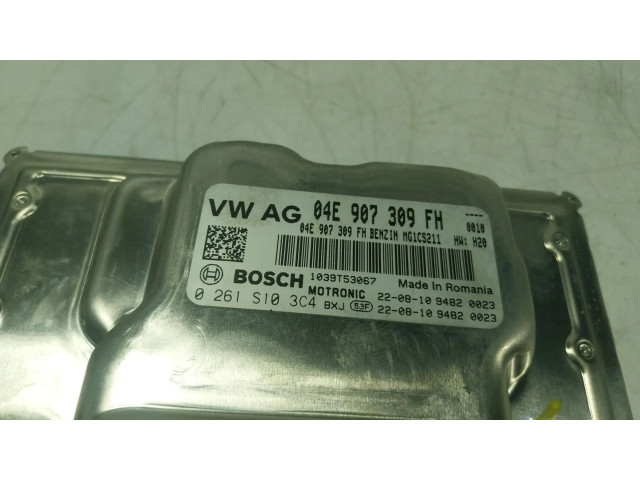 VW AG 04E 907 309 FH ----
04E 907 309 FH BENZIN MG1CS211 0010
HW: H20
BOSCH 1039T53067 Made in Romania
MOTRONIC 22-08-10 9482 0023
0 261 S10 3C4 BXJ 53F 22-08-10 9482 0023